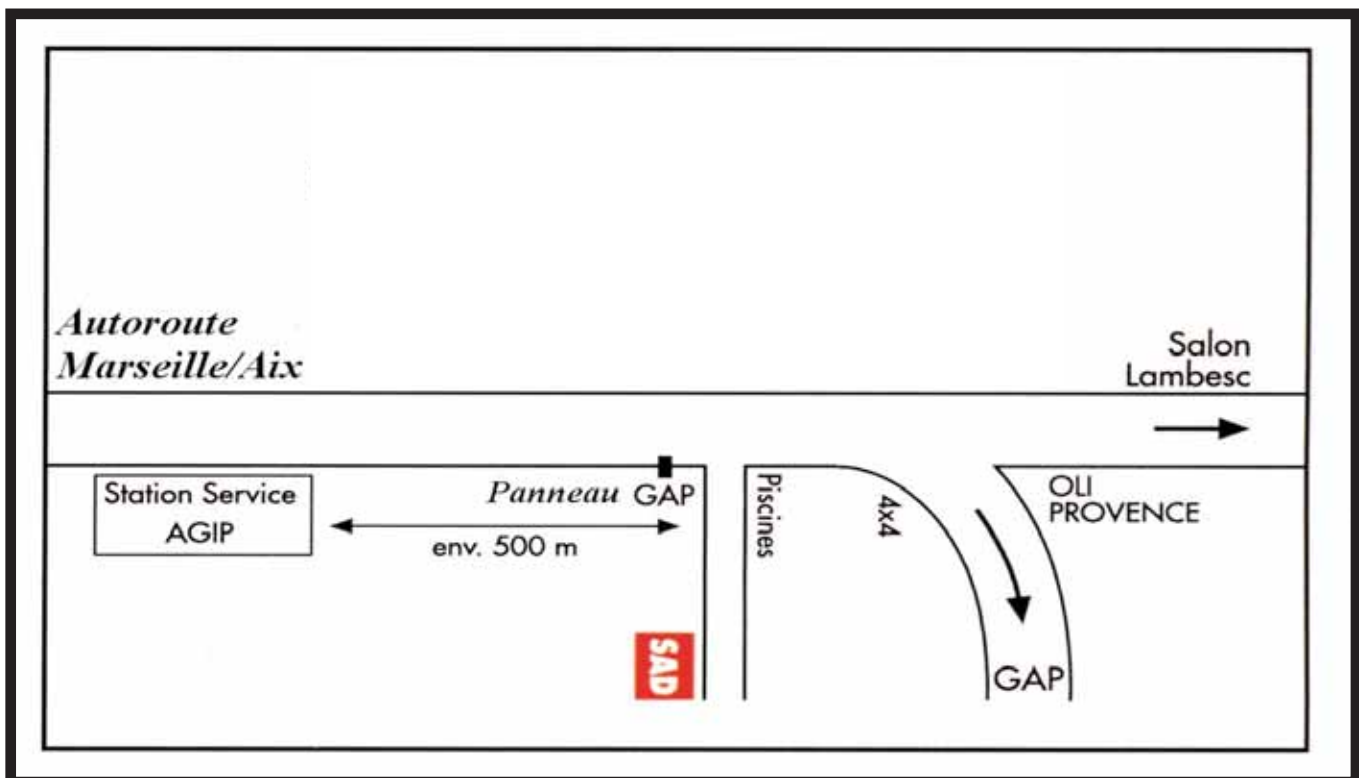 Autoroute
Marseille/Aix
Salon
Lambesc
Station Service
AGIP
Panneau GAP
env. 500 m
Piscines
4x4
OLI
PROVENCE
SAD
GAP